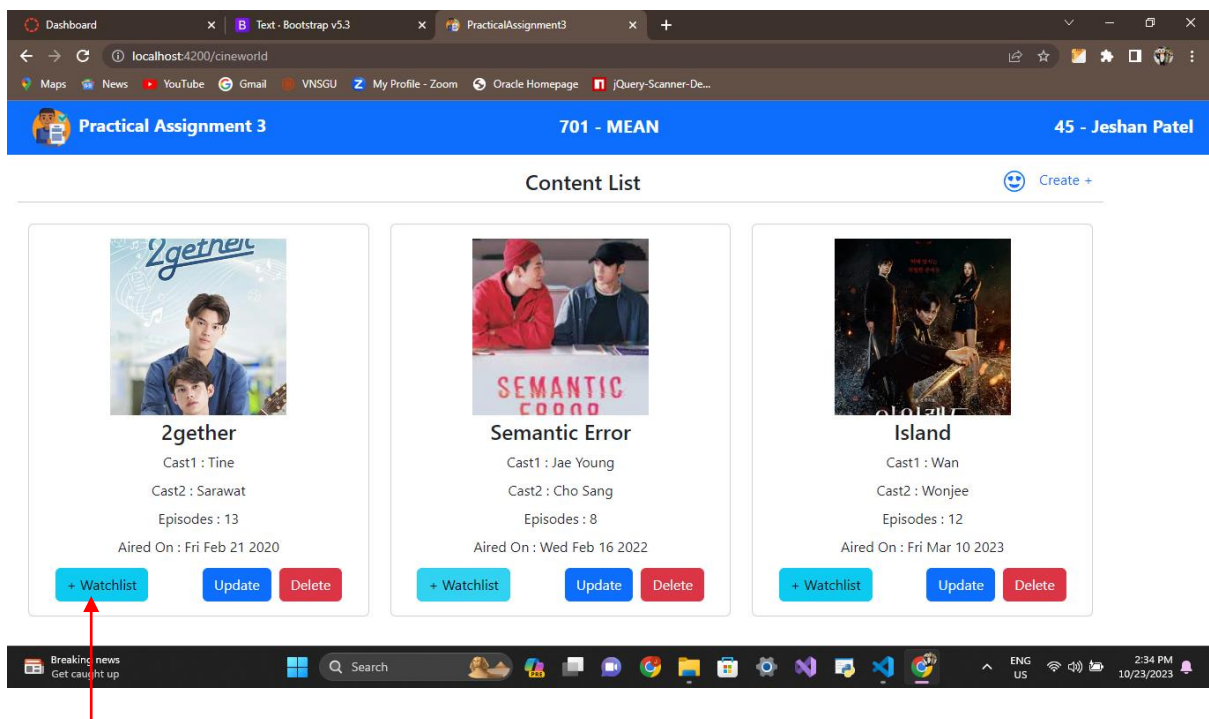 Dashboard
B Text · Bootstrap v5.3
PracticalAssignment3
localhost:4200/cineworld
Maps
News
YouTube
Gmail
VNSGU
Z My Profile - Zoom
Oracle Homepage
jQuery-Scanner-De...
Practical Assignment 3
701 - MEAN
45 - Jeshan Patel
Content List
Create +
2gether
SEMANTIC
ERROR
2gether
Semantic Error
Island
Cast1 : Tine
Cast1 : Jae Young
Cast1 : Wan
Cast2 : Sarawat
Cast2 : Cho Sang
Cast2 : Wonjee
Episodes : 13
Episodes : 8
Episodes : 12
Aired On : Fri Feb 21 2020
Aired On : Wed Feb 16 2022
Aired On : Fri Mar 10 2023
+ Watchlist
Update
Delete
+ Watchlist
Update
Delete
+ Watchlist
Update
Delete
Breaking news
Get caught up
Search
PRE
ENG
US
2:34 PM
10/23/2023